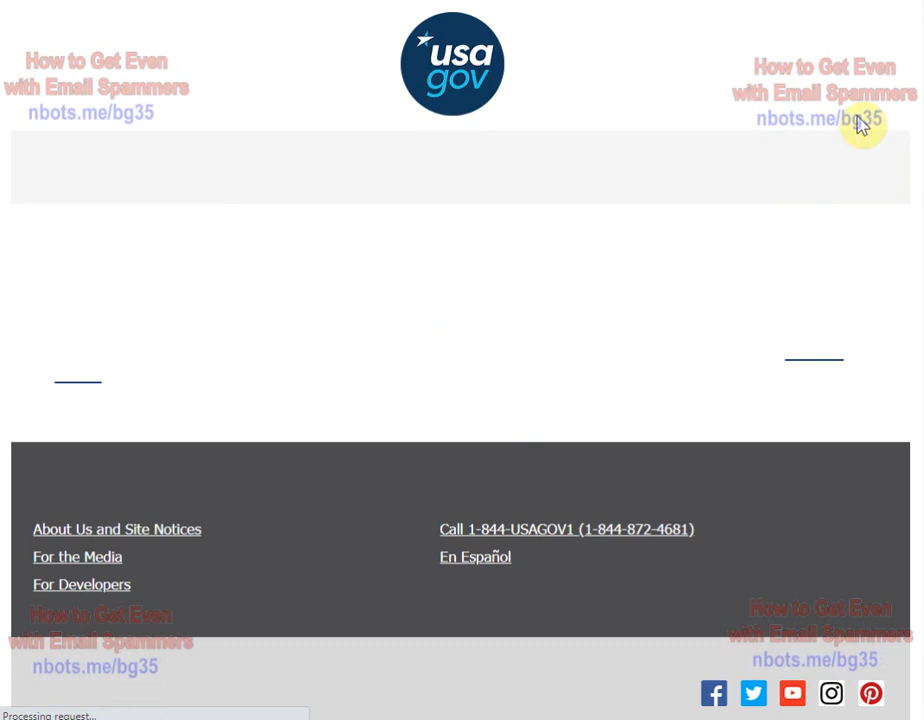 usa
gov
How to Get Even
with Email Spammers
nbots.me/bg35
How to Get Even
with Email Spammers
nbots.me/bg35
About Us and Site Notices
For the Media
For Developers
Call 1-844-USAGOV1 (1-844-872-4681)
En Español
How to Get Even
with Email Spammers
nbots.me/bg35
How to Get Even
with Email Spammers
nbots.me/bg35
Processing request...